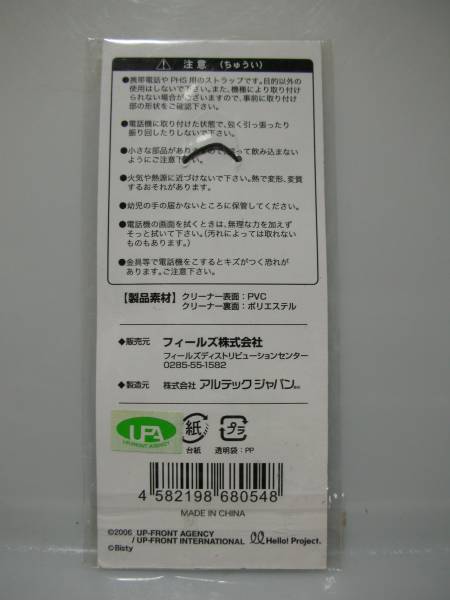 注意（ちゅうい）
●携帯電話やPHS用のストラップです。目的以外の
使用はしないで下さい。また、機種により取り付け
られない場合がございますので、事前に取り付け
部の形状をご確認下さい。
●電話機に取り付けた状態で、強く引っ張ったり
振り回したりしないで下さい。
●小さな部品があり って飲み込まない
ようにご注意下さい。
●火気や熱源に近づけないで下さい。熱で変形、変質
するおそれがあります。
●幼児の手の届かないところに保管してください。
●電話機の画面を拭くときは、無理な力を加えず
そっと拭いて下さい。（汚れによっては取れない
ものもあります。）
●金具等で電話機をこするとキズがつく恐れが
あります。ご注意下さい。
【製品素材】クリーナー表面：PVC
クリーナー裏面：ポリエステル
◆販売元 フィールズ株式会社
フィールズディストリビューションセンター
0285-55-1582
◆製造元 株式会社 アルテックジャパン
UFA
UP-FRONT AGENCY
紙
台紙
プラ
透明袋：PP
4 582198 680548
MADE IN CHINA
©2006 UP-FRONT AGENCY
/ UP-FRONT INTERNATIONAL Hello! Project.
©Bisty